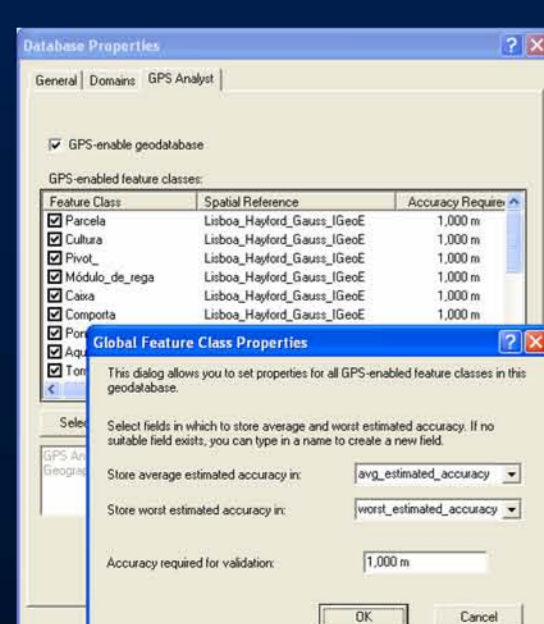 Database Properties
General Domains GPS Analyst
GPS-enable geodatabase
GPS-enabled feature classes:
Feature Class Spatial Reference Accuracy Require
Parcela Lisboa_Hayford_Gauss_IGeoE 1,000 m
Cultura Lisboa_Hayford_Gauss_IGeoE 1,000 m
Pivot_ Lisboa_Hayford_Gauss_IGeoE 1,000 m
Módulo_de_rega Lisboa_Hayford_Gauss_IGeoE 1,000 m
Caixa Lisboa_Hayford_Gauss_IGeoE 1,000 m
Comporta Lisboa_Hayford_Gauss_IGeoE 1,000 m
Global Feature Class Properties
This dialog allows you to set properties for all GPS-enabled feature classes in this
geodatabase.
Select fields in which to store average and worst estimated accuracy. If no
suitable field exists, you can type in a name to create a new field.
Store average estimated accuracy in: avg_estimated_accuracy
Store worst estimated accuracy in: worst_estimated_accuracy
Accuracy required for validation: 1,000 m
OK Cancel